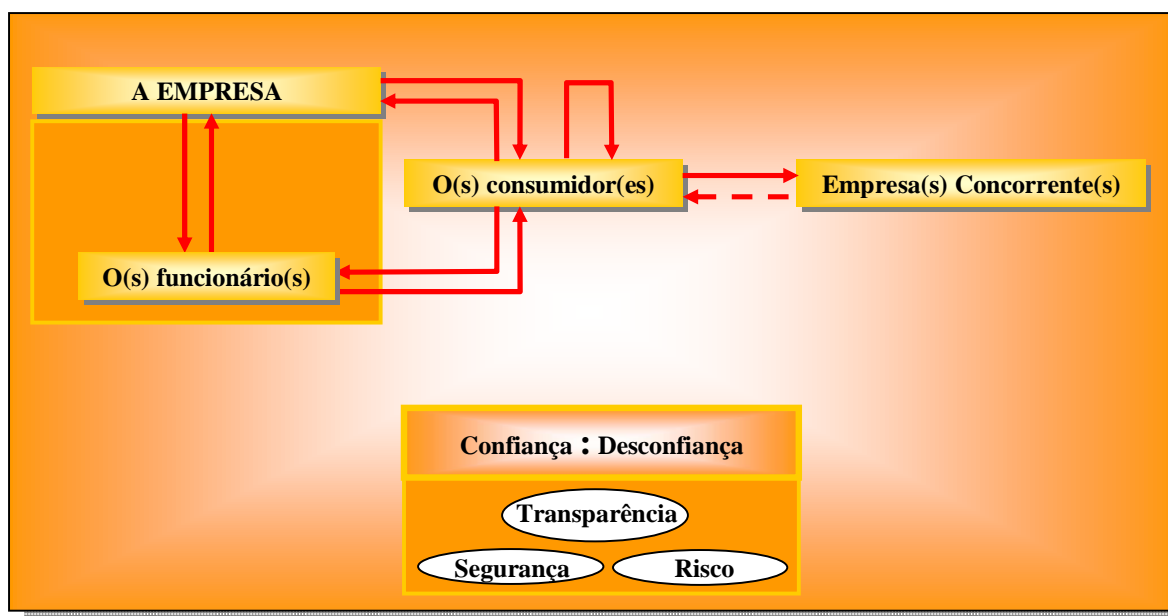 A EMPRESA
O(s) consumidor(es)
Empresa(s) Concorrente(s)
O(s) funcionário(s)
Confiança : Desconfiança
Transparência
Segurança
Risco